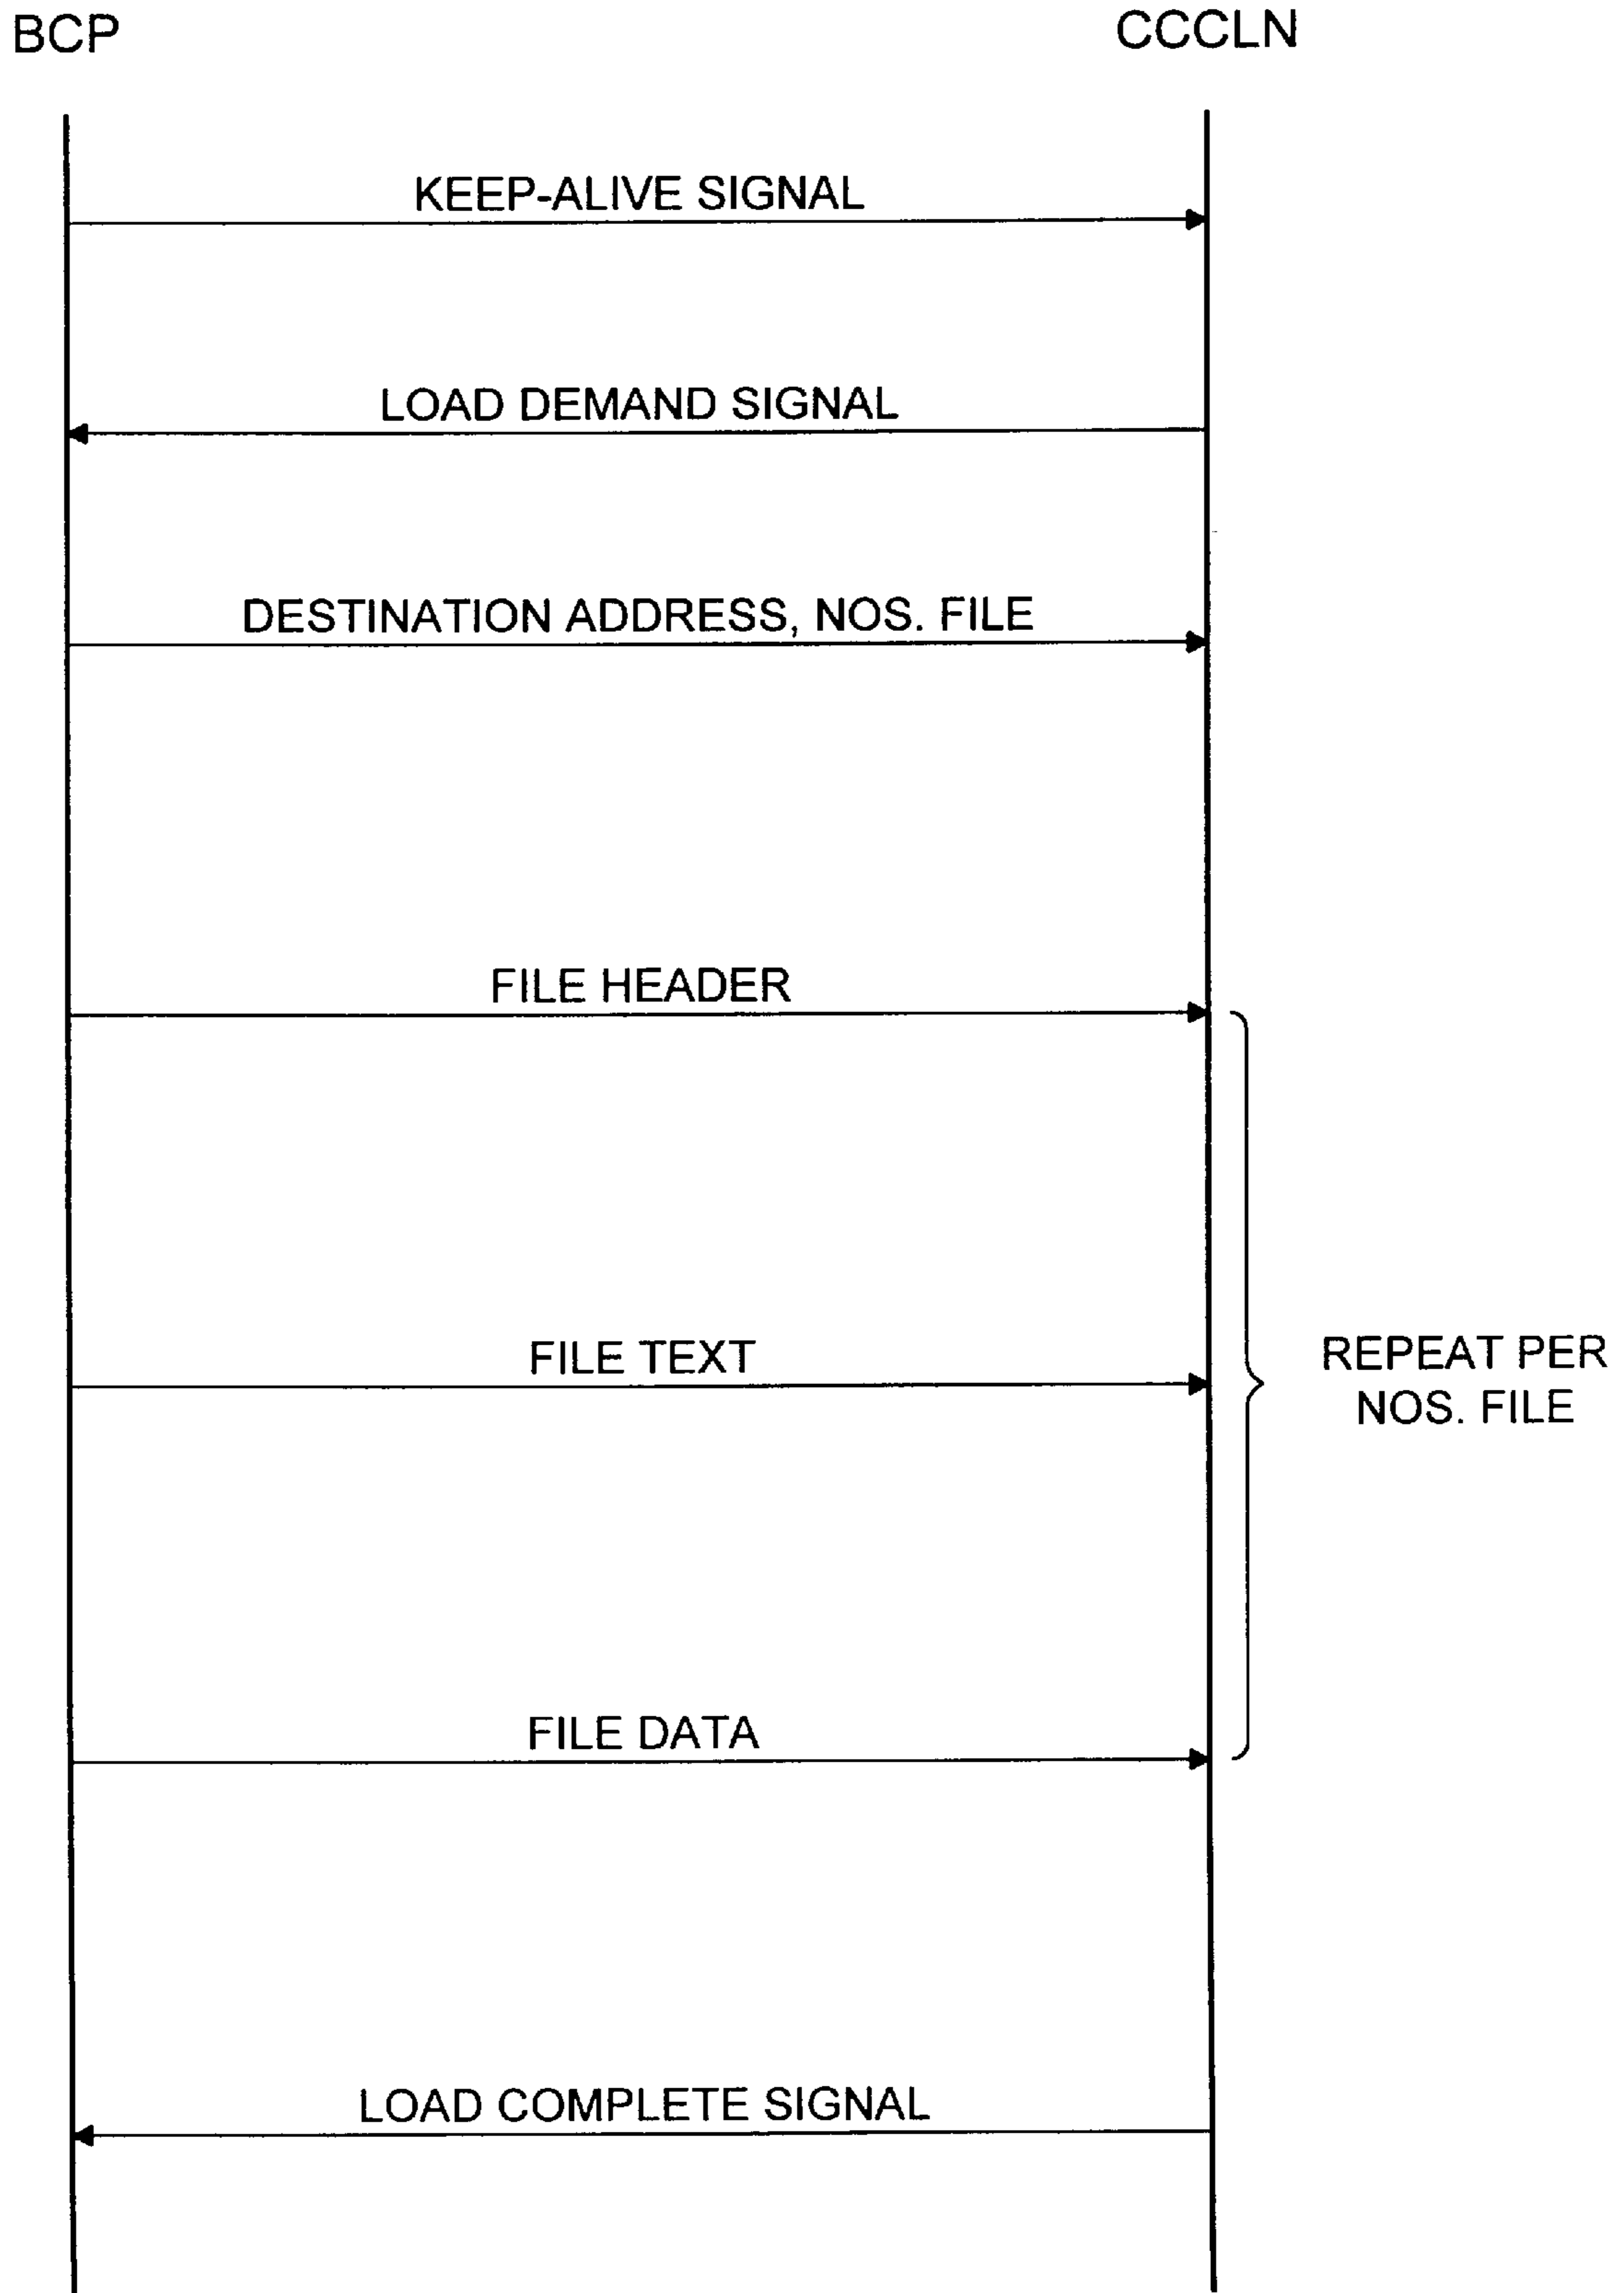 BCP
CCCLN
KEEP-ALIVE SIGNAL
LOAD DEMAND SIGNAL
DESTINATION ADDRESS, NOS. FILE
FILE HEADER
FILE TEXT
REPEAT PER
NOS. FILE
FILE DATA
LOAD COMPLETE SIGNAL